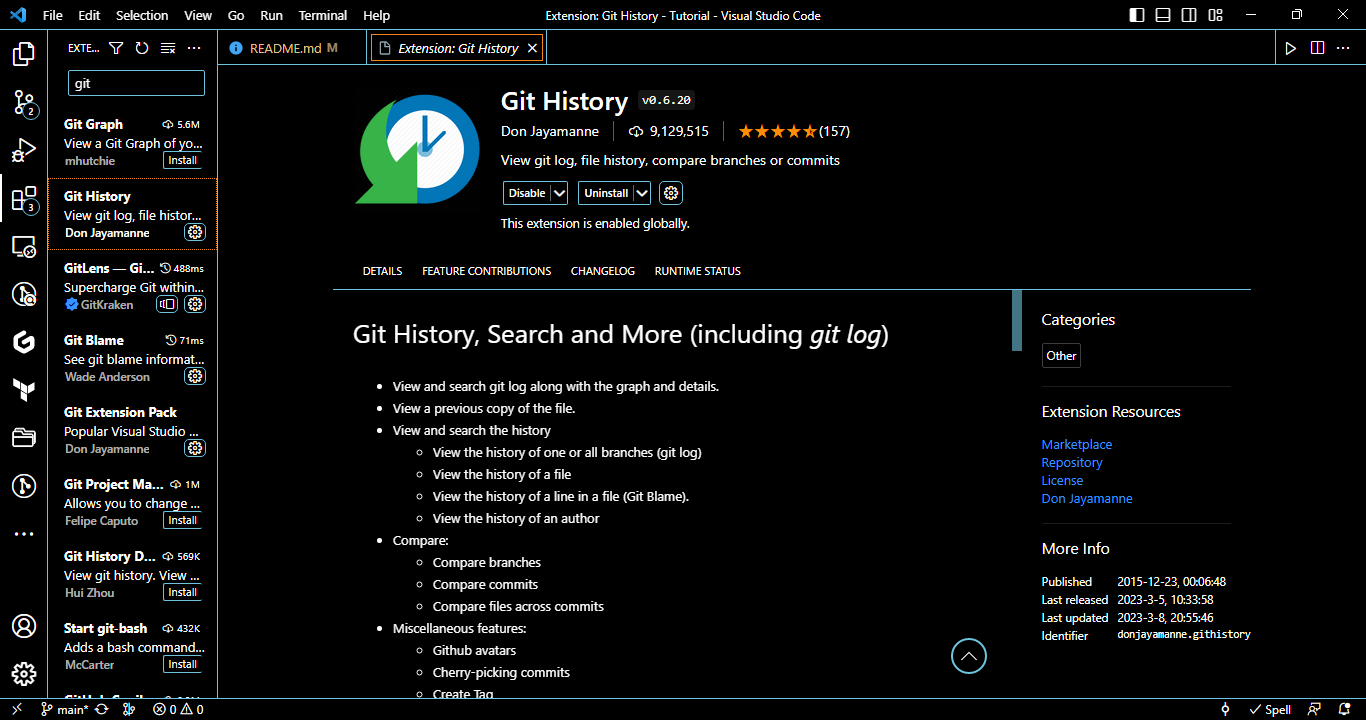 File Edit Selection View Go Run Terminal Help
Extension: Git History - Tutorial - Visual Studio Code
EXTE...
README.md M
Extension: Git History
git
2
3
Git Graph 5.6M
View a Git Graph of yo...
mhutchie Install
Git History
View git log, file histor...
Don Jayamanne
GitLens — Gi... 488ms
Supercharge Git within...
GitKraken
Git Blame 71ms
See git blame informat...
Wade Anderson
Git Extension Pack
Popular Visual Studio ...
Don Jayamanne
Git Project Ma... 1M
Allows you to change ...
Felipe Caputo Install
Git History D... 569K
View git history. View ...
Hui Zhou Install
Start git-bash 432K
Adds a bash command...
McCarter Install
Git History v0.6.20
Don Jayamanne 9,129,515 (157)
View git log, file history, compare branches or commits
Disable Uninstall
This extension is enabled globally.
DETAILS FEATURE CONTRIBUTIONS CHANGELOG RUNTIME STATUS
Git History, Search and More (including git log)
• View and search git log along with the graph and details.
• View a previous copy of the file.
• View and search the history
◦ View the history of one or all branches (git log)
◦ View the history of a file
◦ View the history of a line in a file (Git Blame).
◦ View the history of an author
• Compare:
◦ Compare branches
◦ Compare commits
◦ Compare files across commits
• Miscellaneous features:
◦ Github avatars
◦ Cherry-picking commits
◦ Create Tag
Categories
Other
Extension Resources
Marketplace
Repository
License
Don Jayamanne
More Info
Published 2015-12-23, 00:06:48
Last released 2023-3-5, 10:33:58
Last updated 2023-3-8, 20:55:46
Identifier donjayamanne.githistory
main* 0 0
Spell